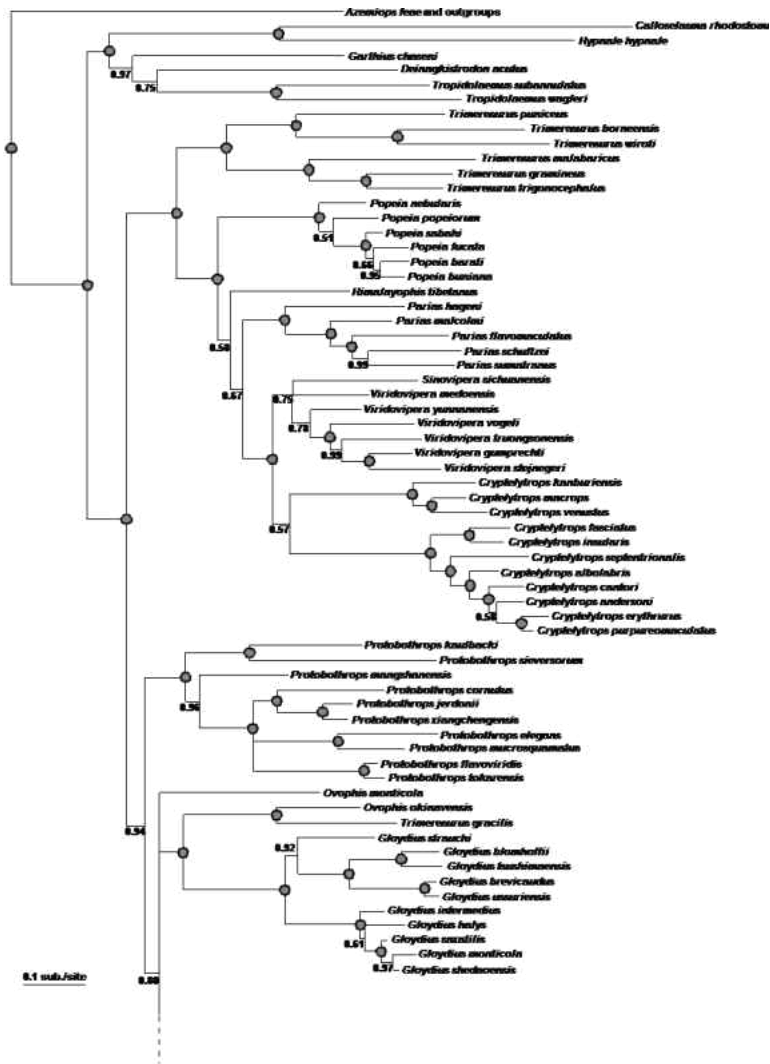 Azemiops feae and outgroups
Calloselasma rhodostoma
Hypnale hypnale
Garthius chaseni
0.97
Deinagkistrodon acutus
0.75
Tropidolaemus subannulatus
Tropidolaemus wagleri
Trimeresurus puniceus
Trimeresurus borneensis
Trimeresurus wiroti
Trimeresurus malabaricus
Trimeresurus gramineus
Trimeresurus trigonocephalus
Popeia nebularis
Popeia popeiorum
Popeia sabahi
0.51
Popeia fucata
Popeia barati
0.66
Popeia buniana
0.95
Himalayophis tibetanus
Parias hageni
Parias malcolmi
Parias flavomaculatus
0.58
Parias schultzei
Parias sumatranus
0.99
Sinovipera sichuanensis
0.67
Viridovipera medoensis
0.75
Viridovipera yunnanensis
Viridovipera vogeli
0.78
Viridovipera truongsonensis
Viridovipera gumprechti
0.99
Viridovipera stejnegeri
Cryptelytrops kanburiensis
Cryptelytrops macrops
Cryptelytrops venustus
Cryptelytrops fasciatus
0.57
Cryptelytrops insularis
Cryptelytrops septentrionalis
Cryptelytrops albolabris
Cryptelytrops cantori
Cryptelytrops andersoni
Cryptelytrops erythrurus
0.58
Cryptelytrops purpureomaculatus
Protobothrops kaulbacki
Protobothrops sieversorum
Protobothrops mangshanensis
Protobothrops cornutus
Protobothrops jerdonii
0.96
Protobothrops xiangchengensis
Protobothrops elegans
Protobothrops mucrosquamatus
Protobothrops flavoviridis
Protobothrops tokarensis
Ovophis monticola
Ovophis okinavensis
Trimeresurus gracilis
0.94
Gloydius strauchi
0.92
Gloydius blomhoffii
Gloydius tsushimaensis
Gloydius brevicaudus
Gloydius ussuriensis
Gloydius intermedius
Gloydius halys
Gloydius saxatilis
0.61
Gloydius monticola
Gloydius shedaoensis
0.97
0.1 sub./site
0.88